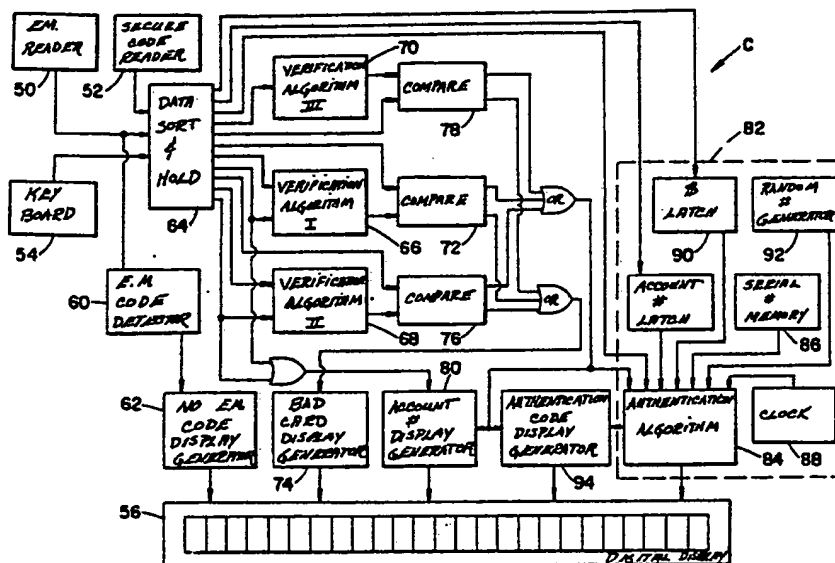 EM.
READER
50
SECURE
CODE
READER
52
KEY
BOARD
54
DATA
SORT
&
HOLD
64
VERIFICATION
ALGORITHM
III
70
COMPARE
78
VERIFICATION
ALGORITHM
I
66
COMPARE
72
VERIFICATION
ALGORITHM
II
68
COMPARE
76
OR
OR
C
82
$
LATCH
90
RANDOM
# GENERATOR
92
ACCOUNT
# LATCH
SERIAL
#
MEMORY
86
E.M.
CODE
DETECTOR
60
62
NO EM.
CODE
DISPLAY
GENERATOR
BAD
CARD
DISPLAY
GENERATOR
74
80
ACCOUNT
# DISPLAY
GENERATOR
AUTHENTICATION
CODE DISPLAY
GENERATOR
94
AUTHENTICATION
ALGORITHM
84
CLOCK
88
56
DIGITAL DISPLAY